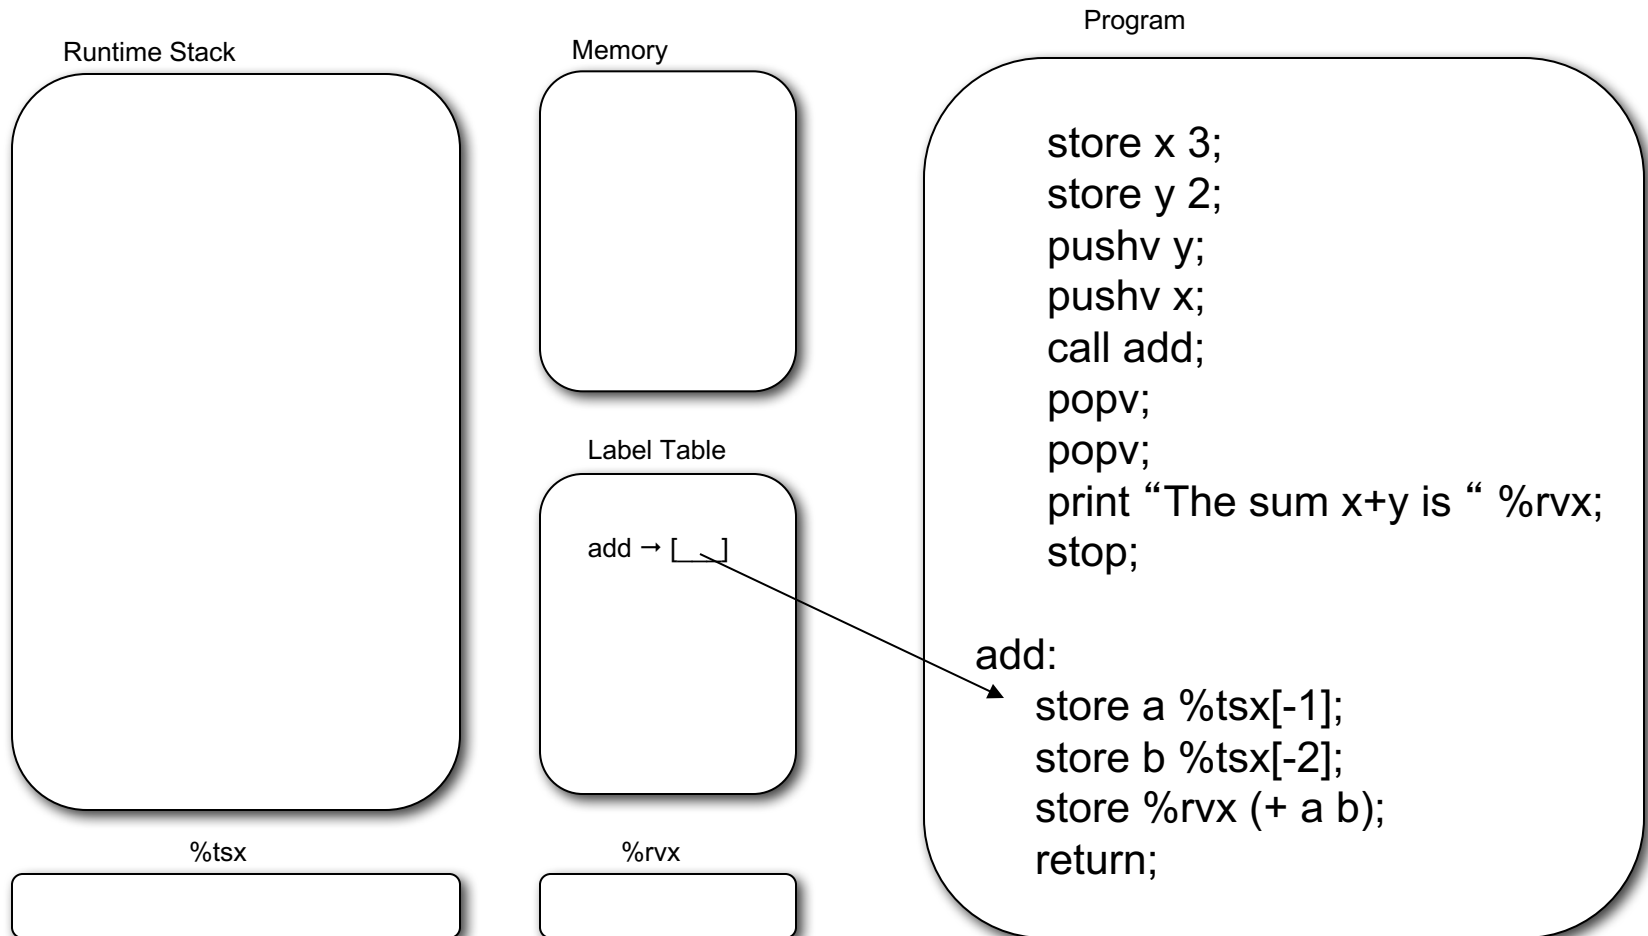 Program
Runtime Stack
Memory
store x 3;
store y 2;
pushv y;
pushv x;
call add;
popv;
popv;
print “The sum x+y is “ %rvx;
stop;
Label Table
add → [___]
add:
store a %tsx[-1];
store b %tsx[-2];
store %rvx (+ a b);
return;
%tsx
%rvx